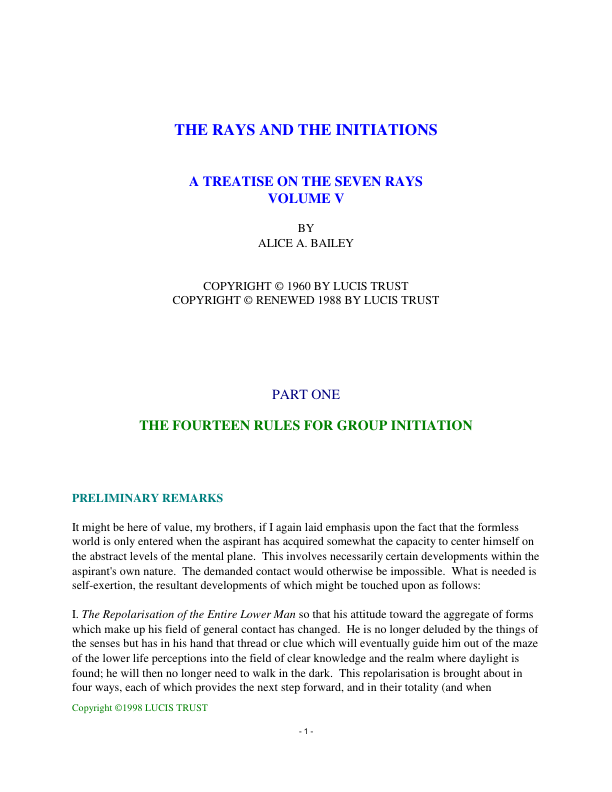 THE RAYS AND THE INITIATIONS
A TREATISE ON THE SEVEN RAYS
VOLUME V
BY
ALICE A. BAILEY
COPYRIGHT © 1960 BY LUCIS TRUST
COPYRIGHT © RENEWED 1988 BY LUCIS TRUST
PART ONE
THE FOURTEEN RULES FOR GROUP INITIATION
PRELIMINARY REMARKS
It might be here of value, my brothers, if I again laid emphasis upon the fact that the formless
world is only entered when the aspirant has acquired somewhat the capacity to center himself on
the abstract levels of the mental plane.  This involves necessarily certain developments within the
aspirant's own nature.  The demanded contact would otherwise be impossible.  What is needed is
self-exertion, the resultant developments of which might be touched upon as follows:
I. The Repolarisation of the Entire Lower Man so that his attitude toward the aggregate of forms
which make up his field of general contact has changed.  He is no longer deluded by the things of
the senses but has in his hand that thread or clue which will eventually guide him out of the maze
of the lower life perceptions into the field of clear knowledge and the realm where daylight is
found; he will then no longer need to walk in the dark.  This repolarisation is brought about in
four ways, each of which provides the next step forward, and in their totality (and when
Copyright ©1998 LUCIS TRUST
- 1 -